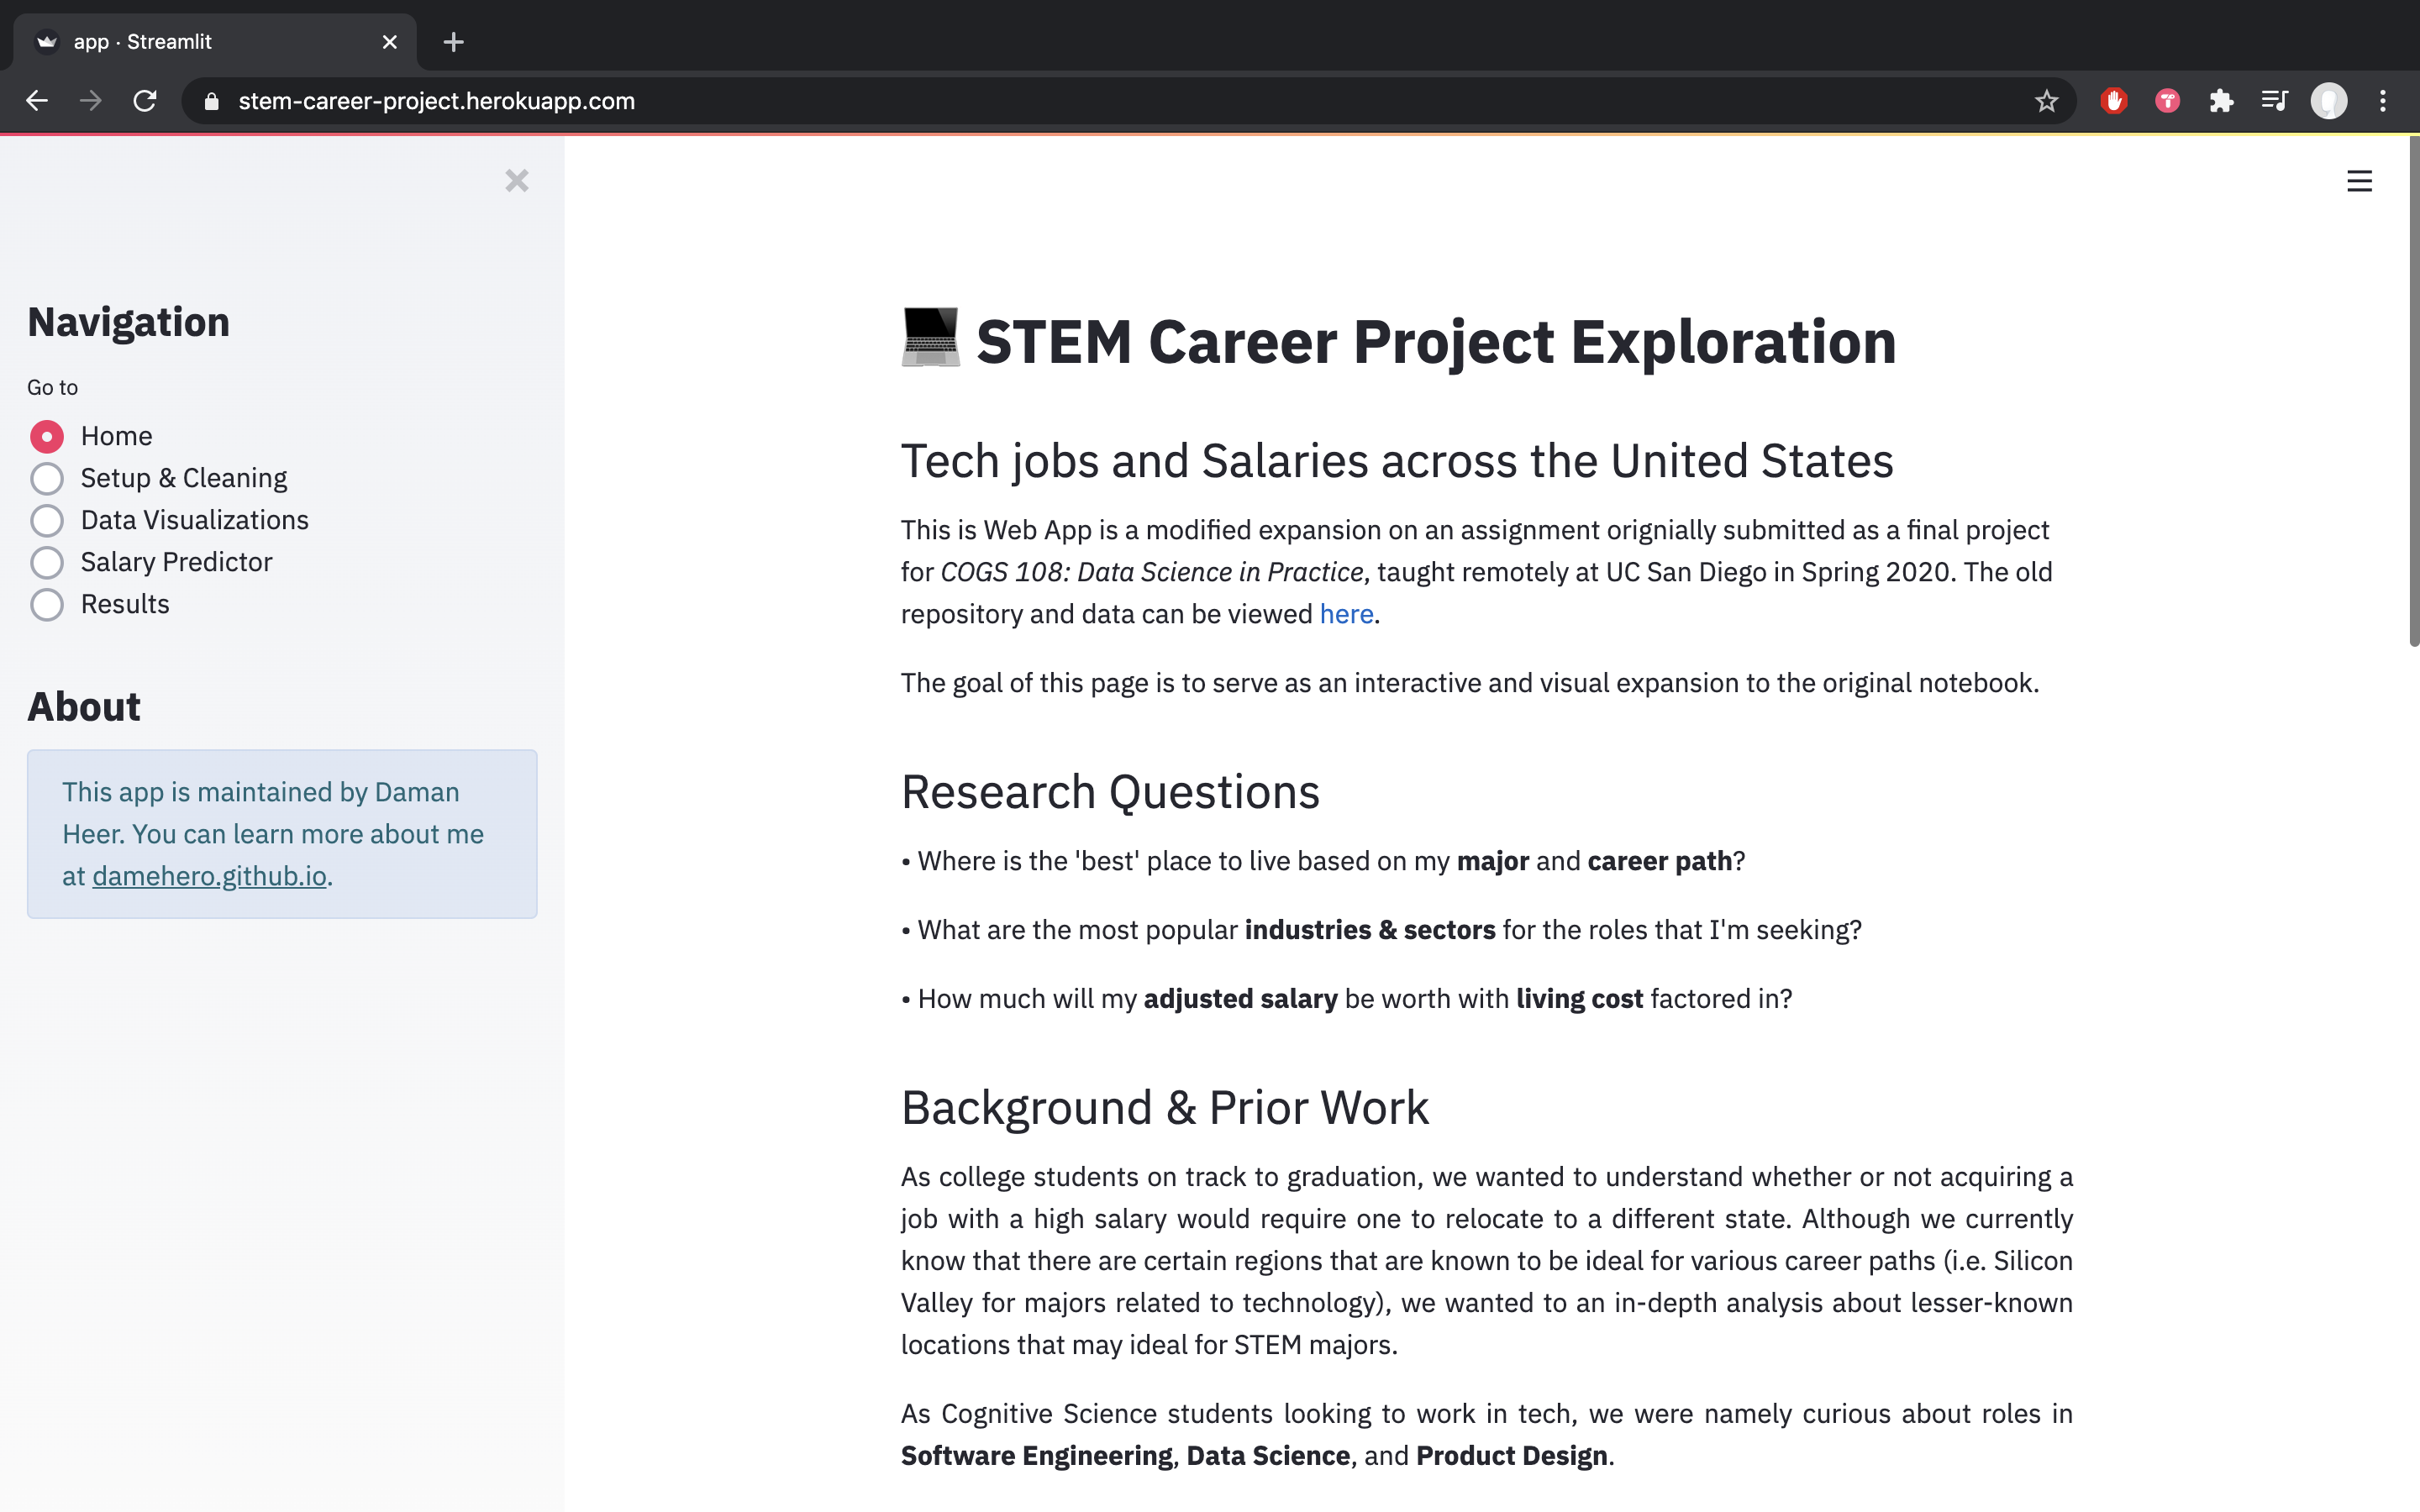 app · Streamlit
stem-career-project.herokuapp.com
Navigation
Go to
Home
Setup & Cleaning
Data Visualizations
Salary Predictor
Results
About
This app is maintained by Daman
Heer. You can learn more about me
at damehero.github.io.
STEM Career Project Exploration
Tech jobs and Salaries across the United States
This is Web App is a modified expansion on an assignment orignially submitted as a final project
for COGS 108: Data Science in Practice, taught remotely at UC San Diego in Spring 2020. The old
repository and data can be viewed here.
The goal of this page is to serve as an interactive and visual expansion to the original notebook.
Research Questions
• Where is the 'best' place to live based on my major and career path?
• What are the most popular industries & sectors for the roles that I'm seeking?
• How much will my adjusted salary be worth with living cost factored in?
Background & Prior Work
As college students on track to graduation, we wanted to understand whether or not acquiring a
job with a high salary would require one to relocate to a different state. Although we currently
know that there are certain regions that are known to be ideal for various career paths (i.e. Silicon
Valley for majors related to technology), we wanted to an in-depth analysis about lesser-known
locations that may ideal for STEM majors.
As Cognitive Science students looking to work in tech, we were namely curious about roles in
Software Engineering, Data Science, and Product Design.